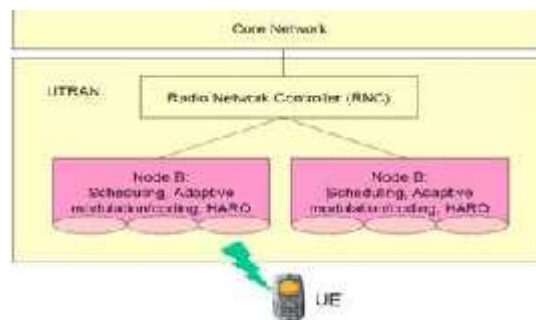 Core Network
UTRAN
Radio Network Controller (RNC)
Node B:
Scheduling, Adaptive
modulation/coding, HARQ
Node B:
Scheduling, Adaptive
modulation/coding, HARQ
UE